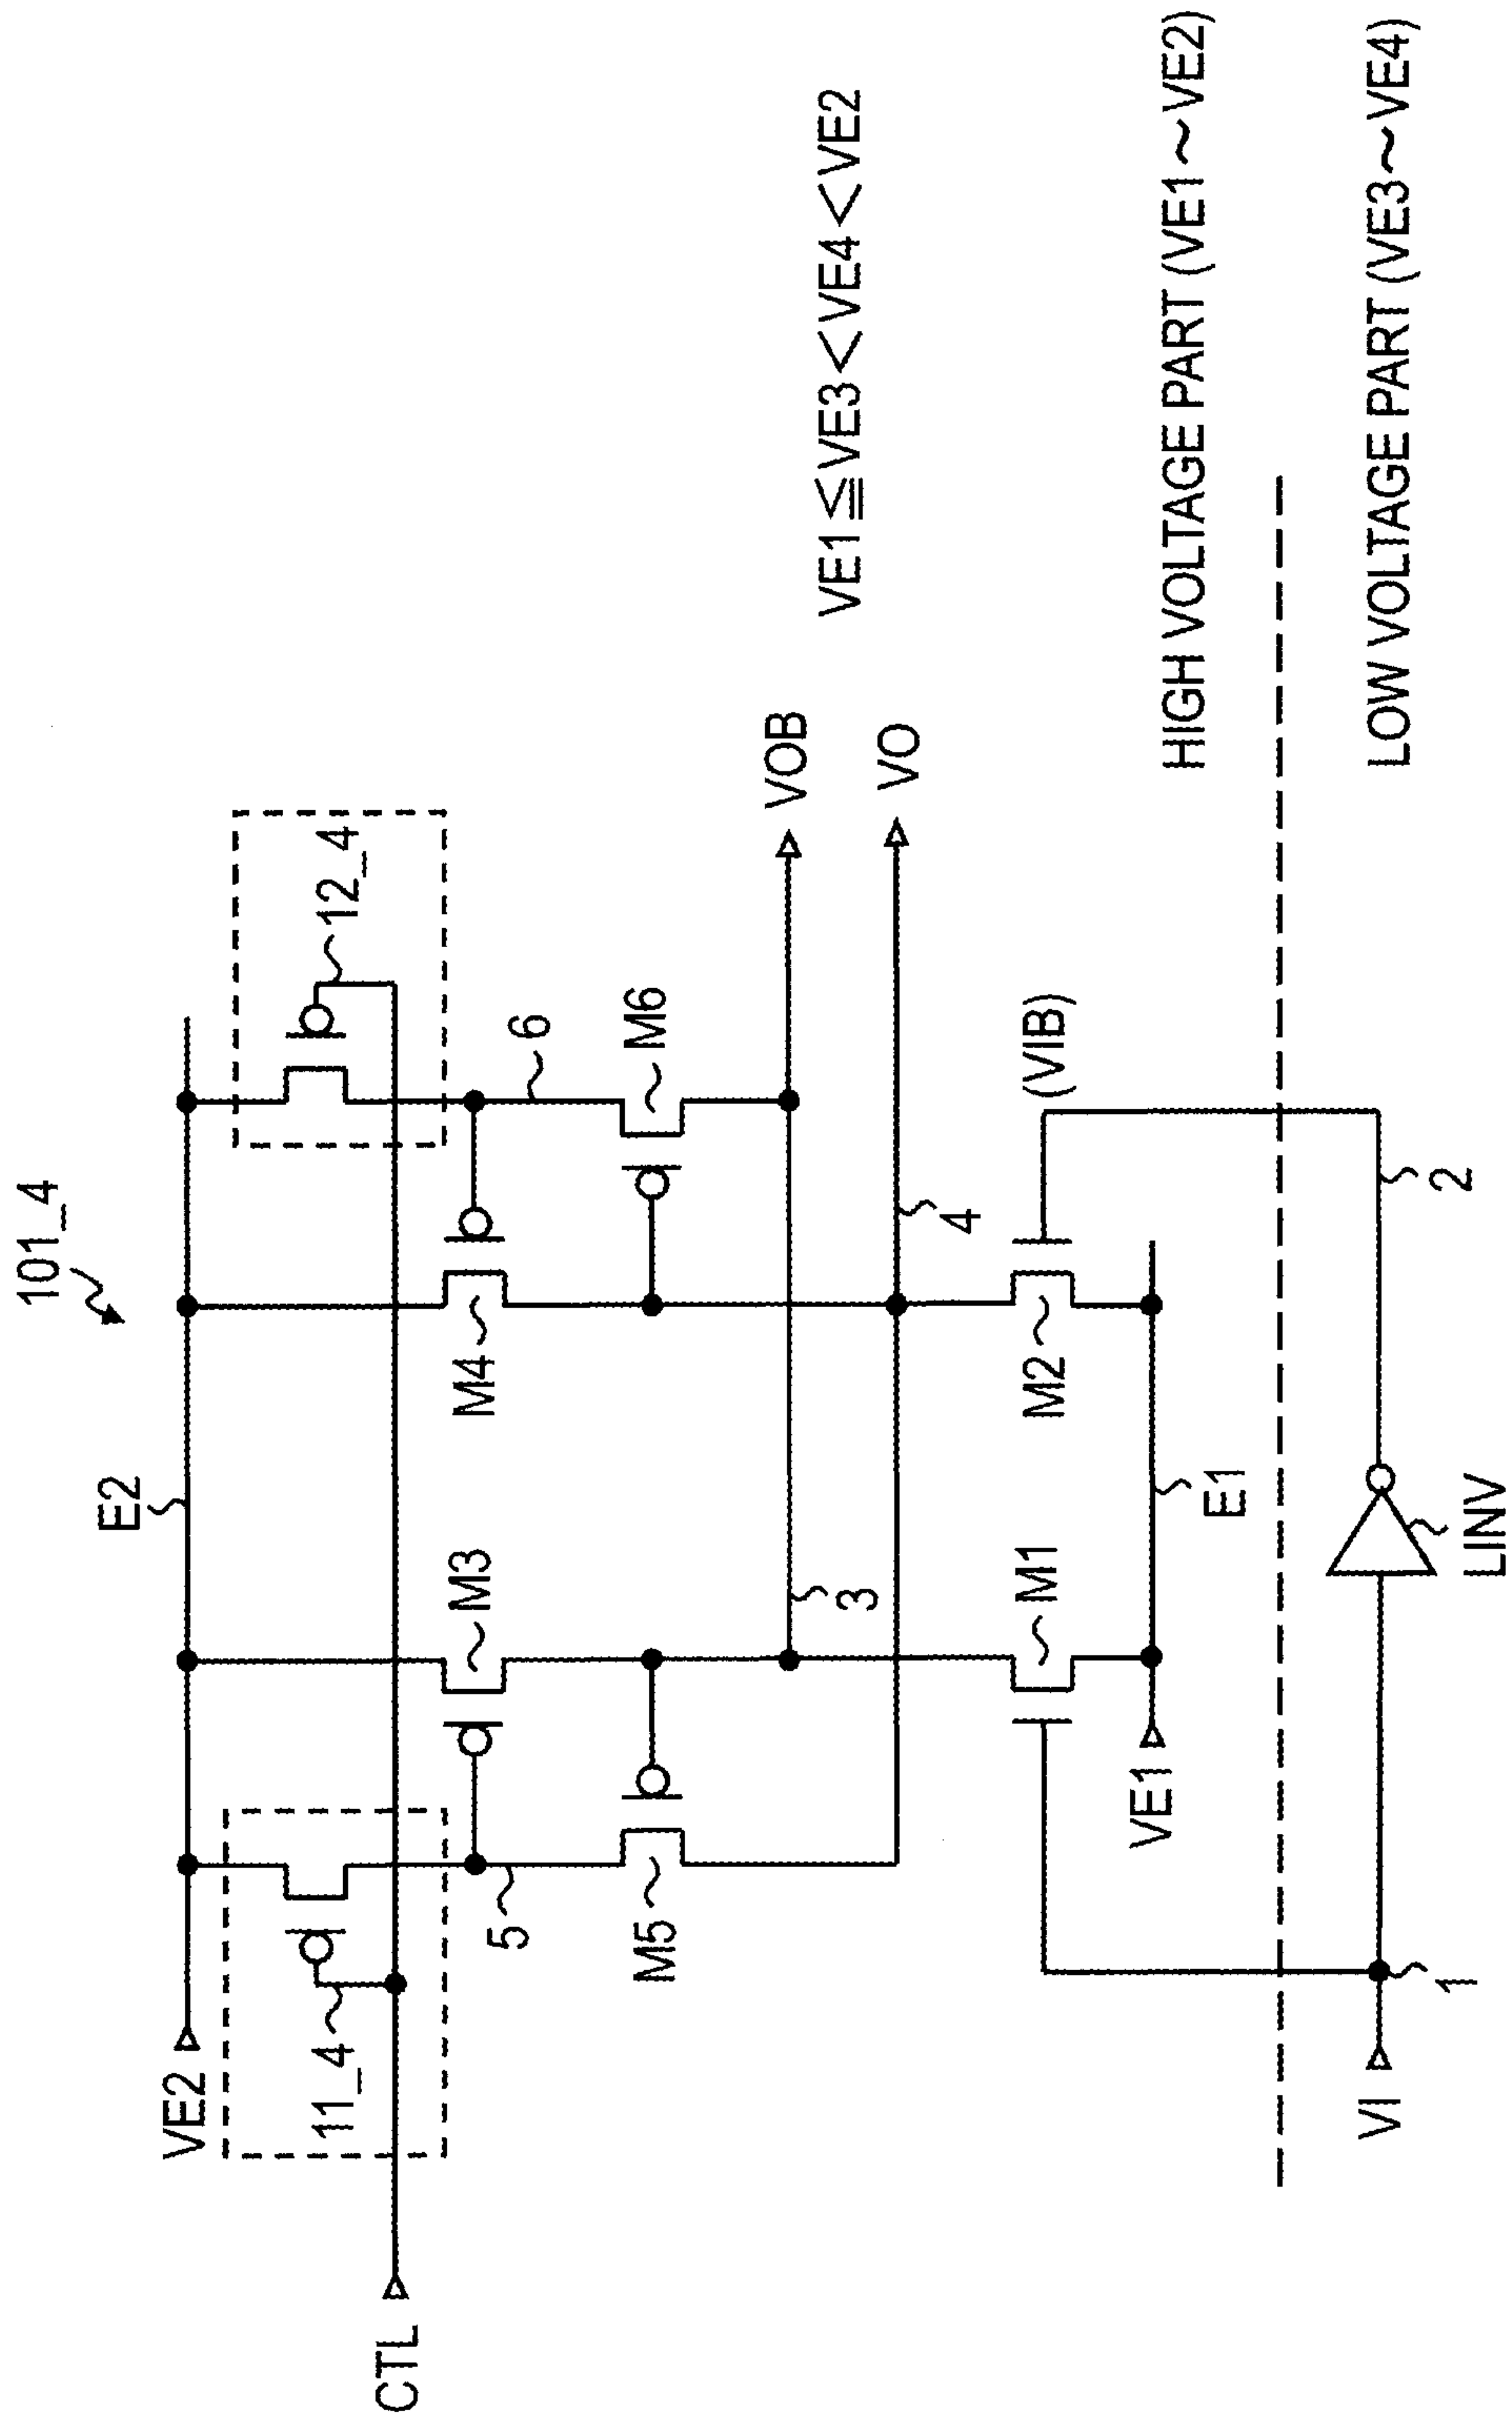 101_4
E2
VE2
11_4
12_4
CTL
M3
M4
5
6
M5
M6
3
VOB
4
VO
VE1≦VE3<VE4<VE2
M1
M2
(VIB)
VE1
E1
HIGH VOLTAGE PART (VE1~VE2)
LOW VOLTAGE PART (VE3~VE4)
VI
1
LINV
2